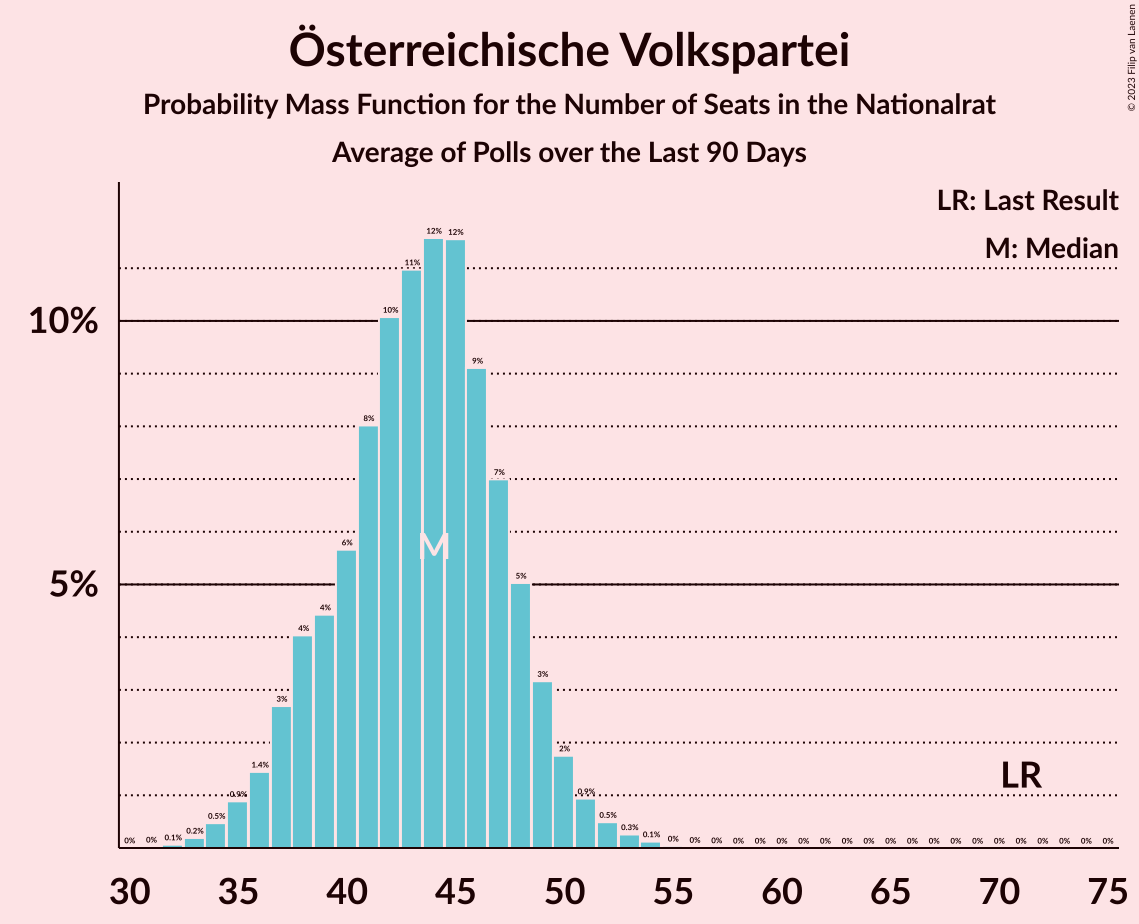 Österreichische Volkspartei
Probability Mass Function for the Number of Seats in the Nationalrat
Average of Polls over the Last 90 Days
© 2023 Filip van Laenen
LR: Last Result
M: Median
10%
5%
0% 0% 0.1% 0.2% 0.5% 0.9% 1.4% 3% 4% 4% 6% 8% 10% 11% 12% 12% 9% 7% 5% 3% 2% 0.9% 0.5% 0.3% 0.1% 0% 0% 0% 0% 0% 0% 0% 0% 0% 0% 0% 0% 0% 0% 0% 0% 0% 0% 0% 0% 0%
M
LR
30 35 40 45 50 55 60 65 70 75